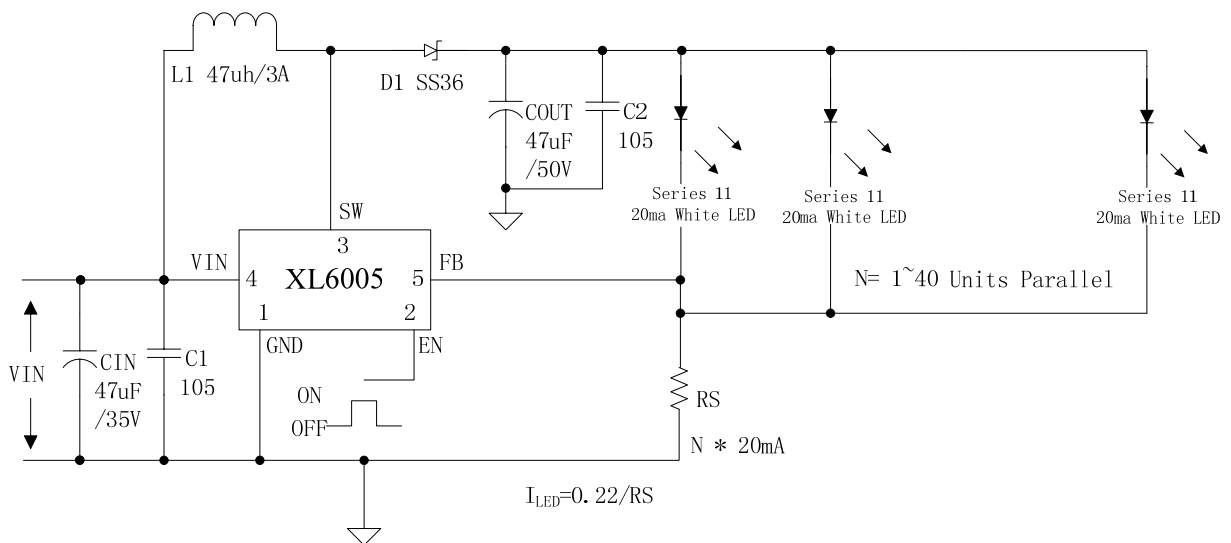 L1 47uh/3A
D1 SS36
COUT
47uF
/50V
C2
105
Series 11
20ma White LED
Series 11
20ma White LED
Series 11
20ma White LED
SW
3
VIN
4
XL6005
5
FB
1
2
GND
EN
N= 1~40 Units Parallel
VIN
CIN
47uF
/35V
C1
105
ON
OFF
RS
N * 20mA
ILED=0.22/RS